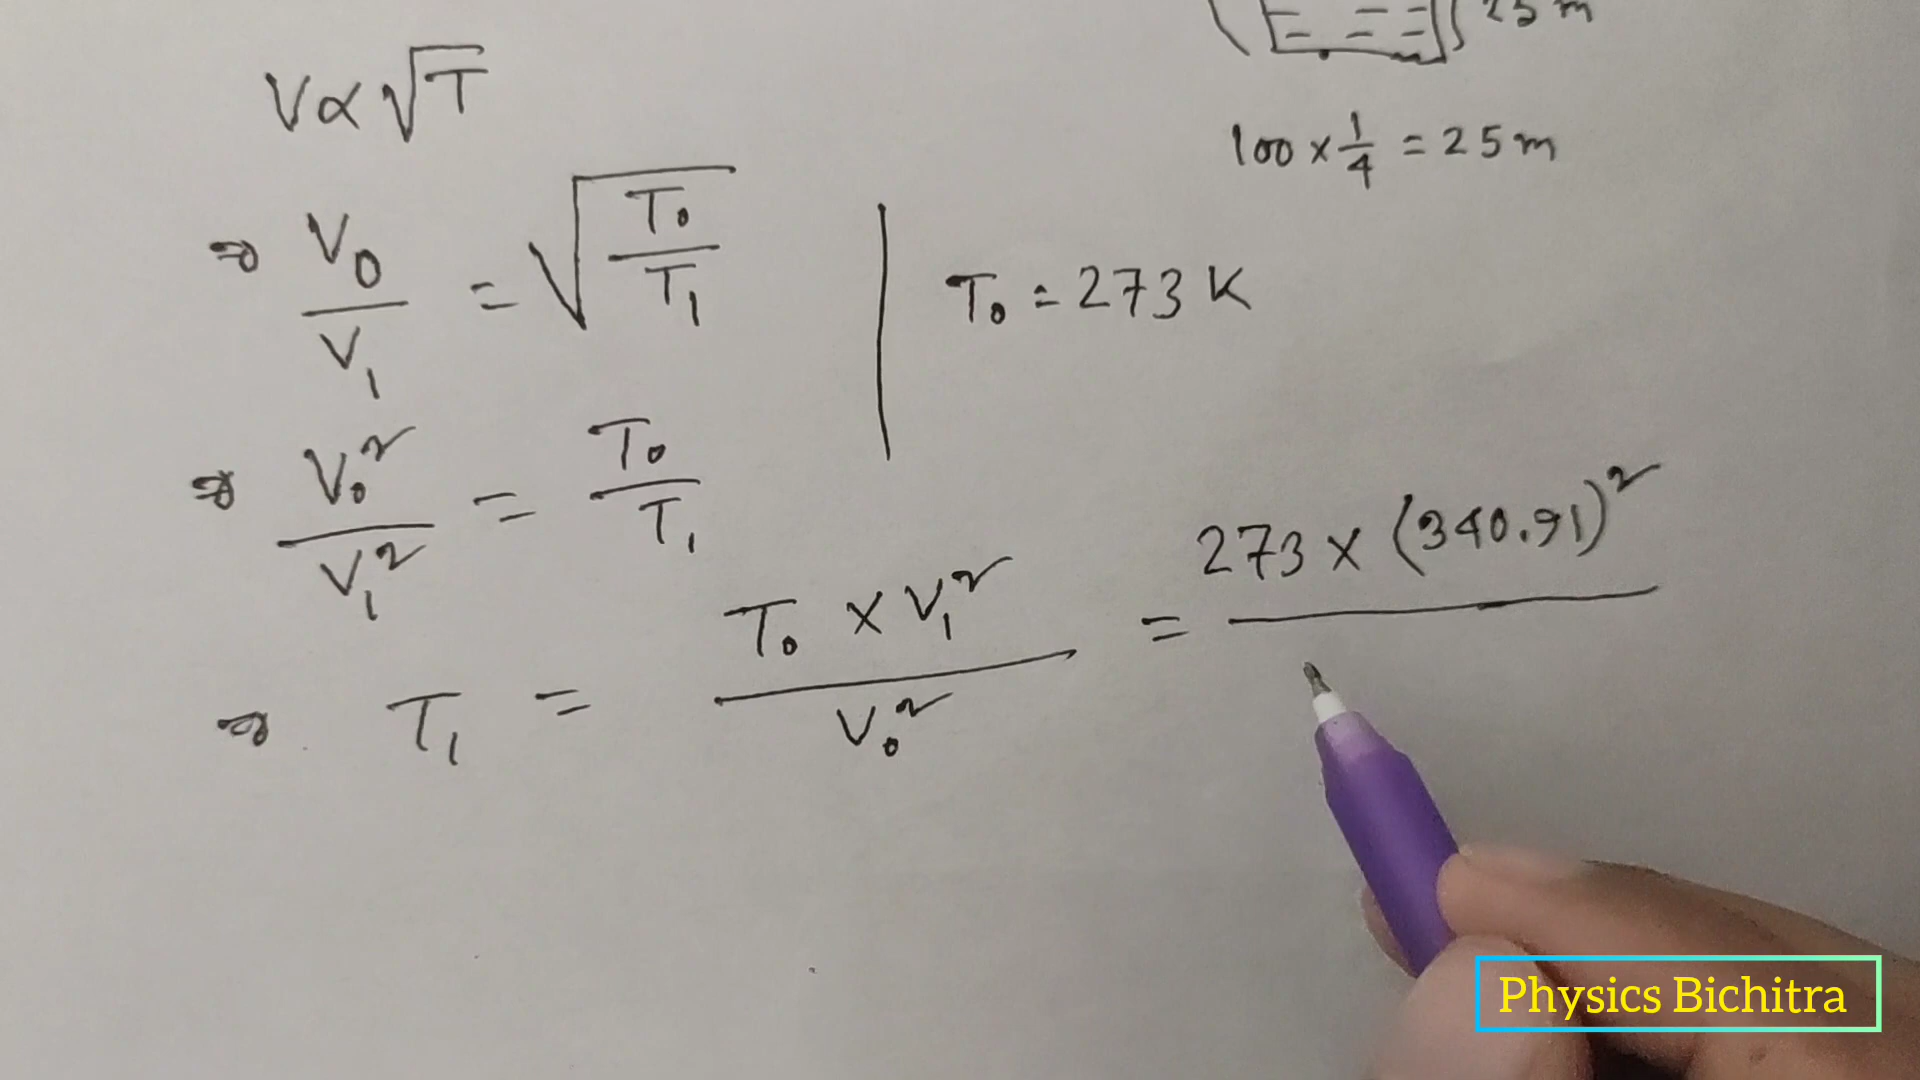 25 m
V ∝ √T
100 × 1/4 = 25 m
⇒ V₀/V₁ = √(T₀/T₁)
T₀ = 273 K
⇒ V₀²/V₁² = T₀/T₁
⇒ T₁ = (T₀ × V₁²)/V₀² = 273 × (340.91)²
Physics Bichitra